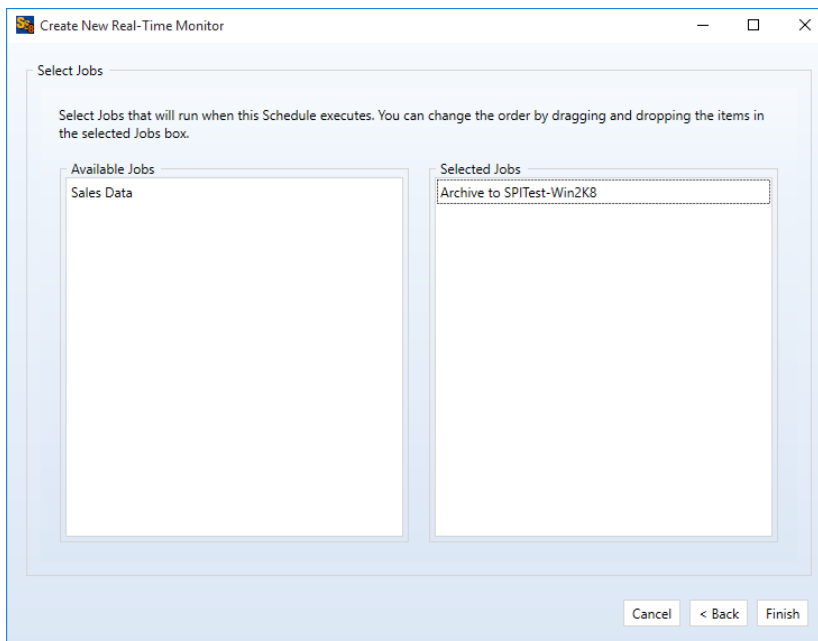 Create New Real-Time Monitor
Select Jobs
Select Jobs that will run when this Schedule executes. You can change the order by dragging and dropping the items in
the selected Jobs box.
Available Jobs
Selected Jobs
Sales Data
Archive to SPITest-Win2K8
Cancel
< Back
Finish